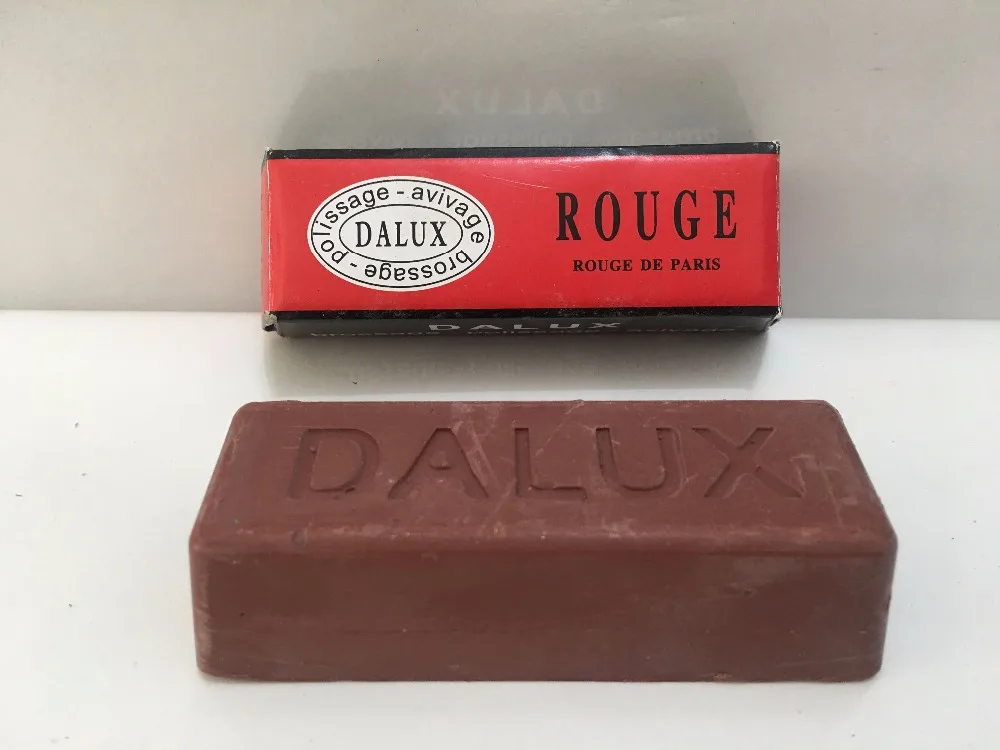 polissage - avivage
DALUX
brossage -
ROUGE
ROUGE DE PARIS
DALUX
DALUX